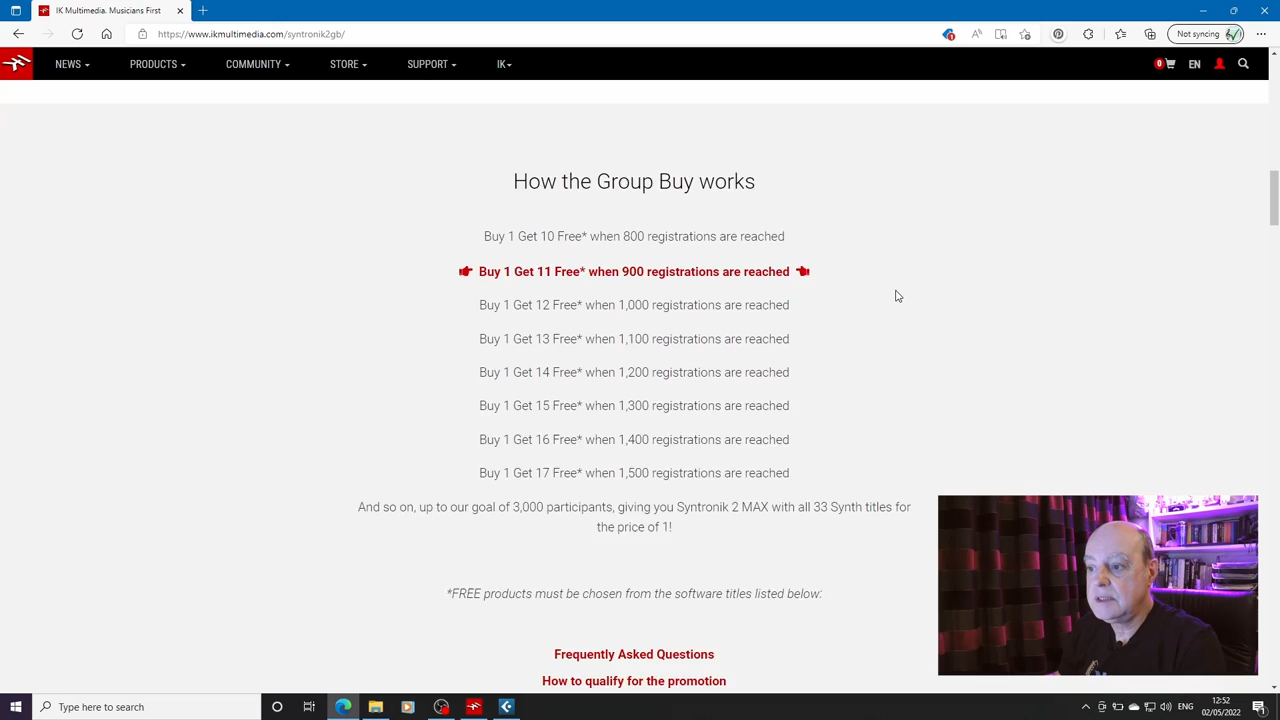 IK Multimedia. Musicians First
https://www.ikmultimedia.com/syntronik2gb/
Not syncing
NEWS
PRODUCTS
COMMUNITY
STORE
SUPPORT
IK
0
EN
How the Group Buy works
Buy 1 Get 10 Free* when 800 registrations are reached
Buy 1 Get 11 Free* when 900 registrations are reached
Buy 1 Get 12 Free* when 1,000 registrations are reached
Buy 1 Get 13 Free* when 1,100 registrations are reached
Buy 1 Get 14 Free* when 1,200 registrations are reached
Buy 1 Get 15 Free* when 1,300 registrations are reached
Buy 1 Get 16 Free* when 1,400 registrations are reached
Buy 1 Get 17 Free* when 1,500 registrations are reached
And so on, up to our goal of 3,000 participants, giving you Syntronik 2 MAX with all 33 Synth titles for
the price of 1!
*FREE products must be chosen from the software titles listed below:
Frequently Asked Questions
How to qualify for the promotion
Type here to search
ENG
12:52
02/05/2022